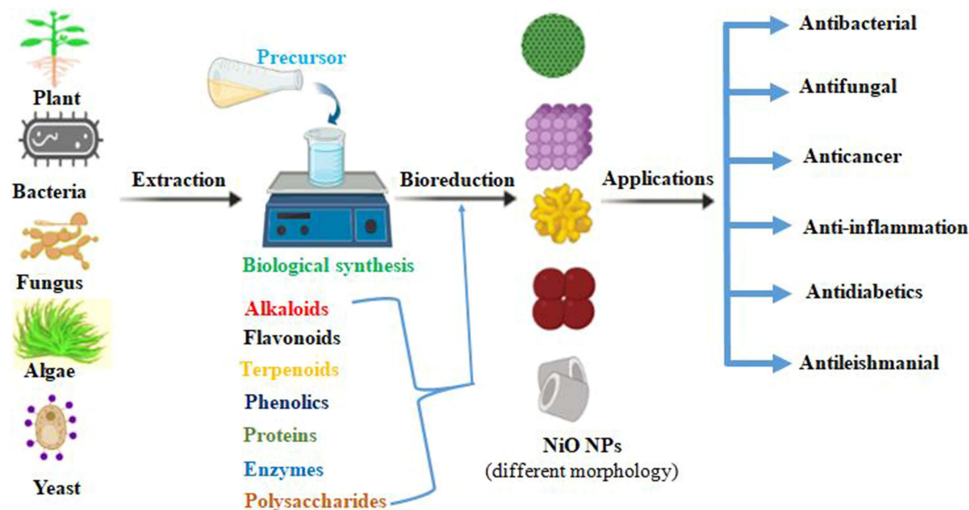 Plant
Bacteria
Fungus
Algae
Yeast
Extraction
Precursor
Biological synthesis
Alkaloids
Flavonoids
Terpenoids
Phenolics
Proteins
Enzymes
Polysaccharides
Bioreduction
NiO NPs
(different morphology)
Applications
Antibacterial
Antifungal
Anticancer
Anti-inflammation
Antidiabetics
Antileishmanial